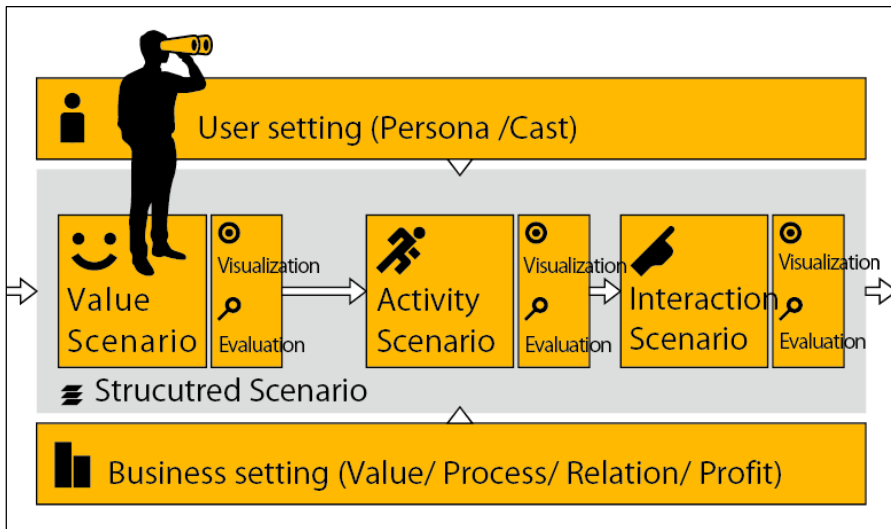 User setting (Persona /Cast)
Value
Scenario
Visualization
Evaluation
Activity
Scenario
Visualization
Evaluation
Interaction
Scenario
Visualization
Evaluation
Strucutred Scenario
Business setting (Value/ Process/ Relation/ Profit)